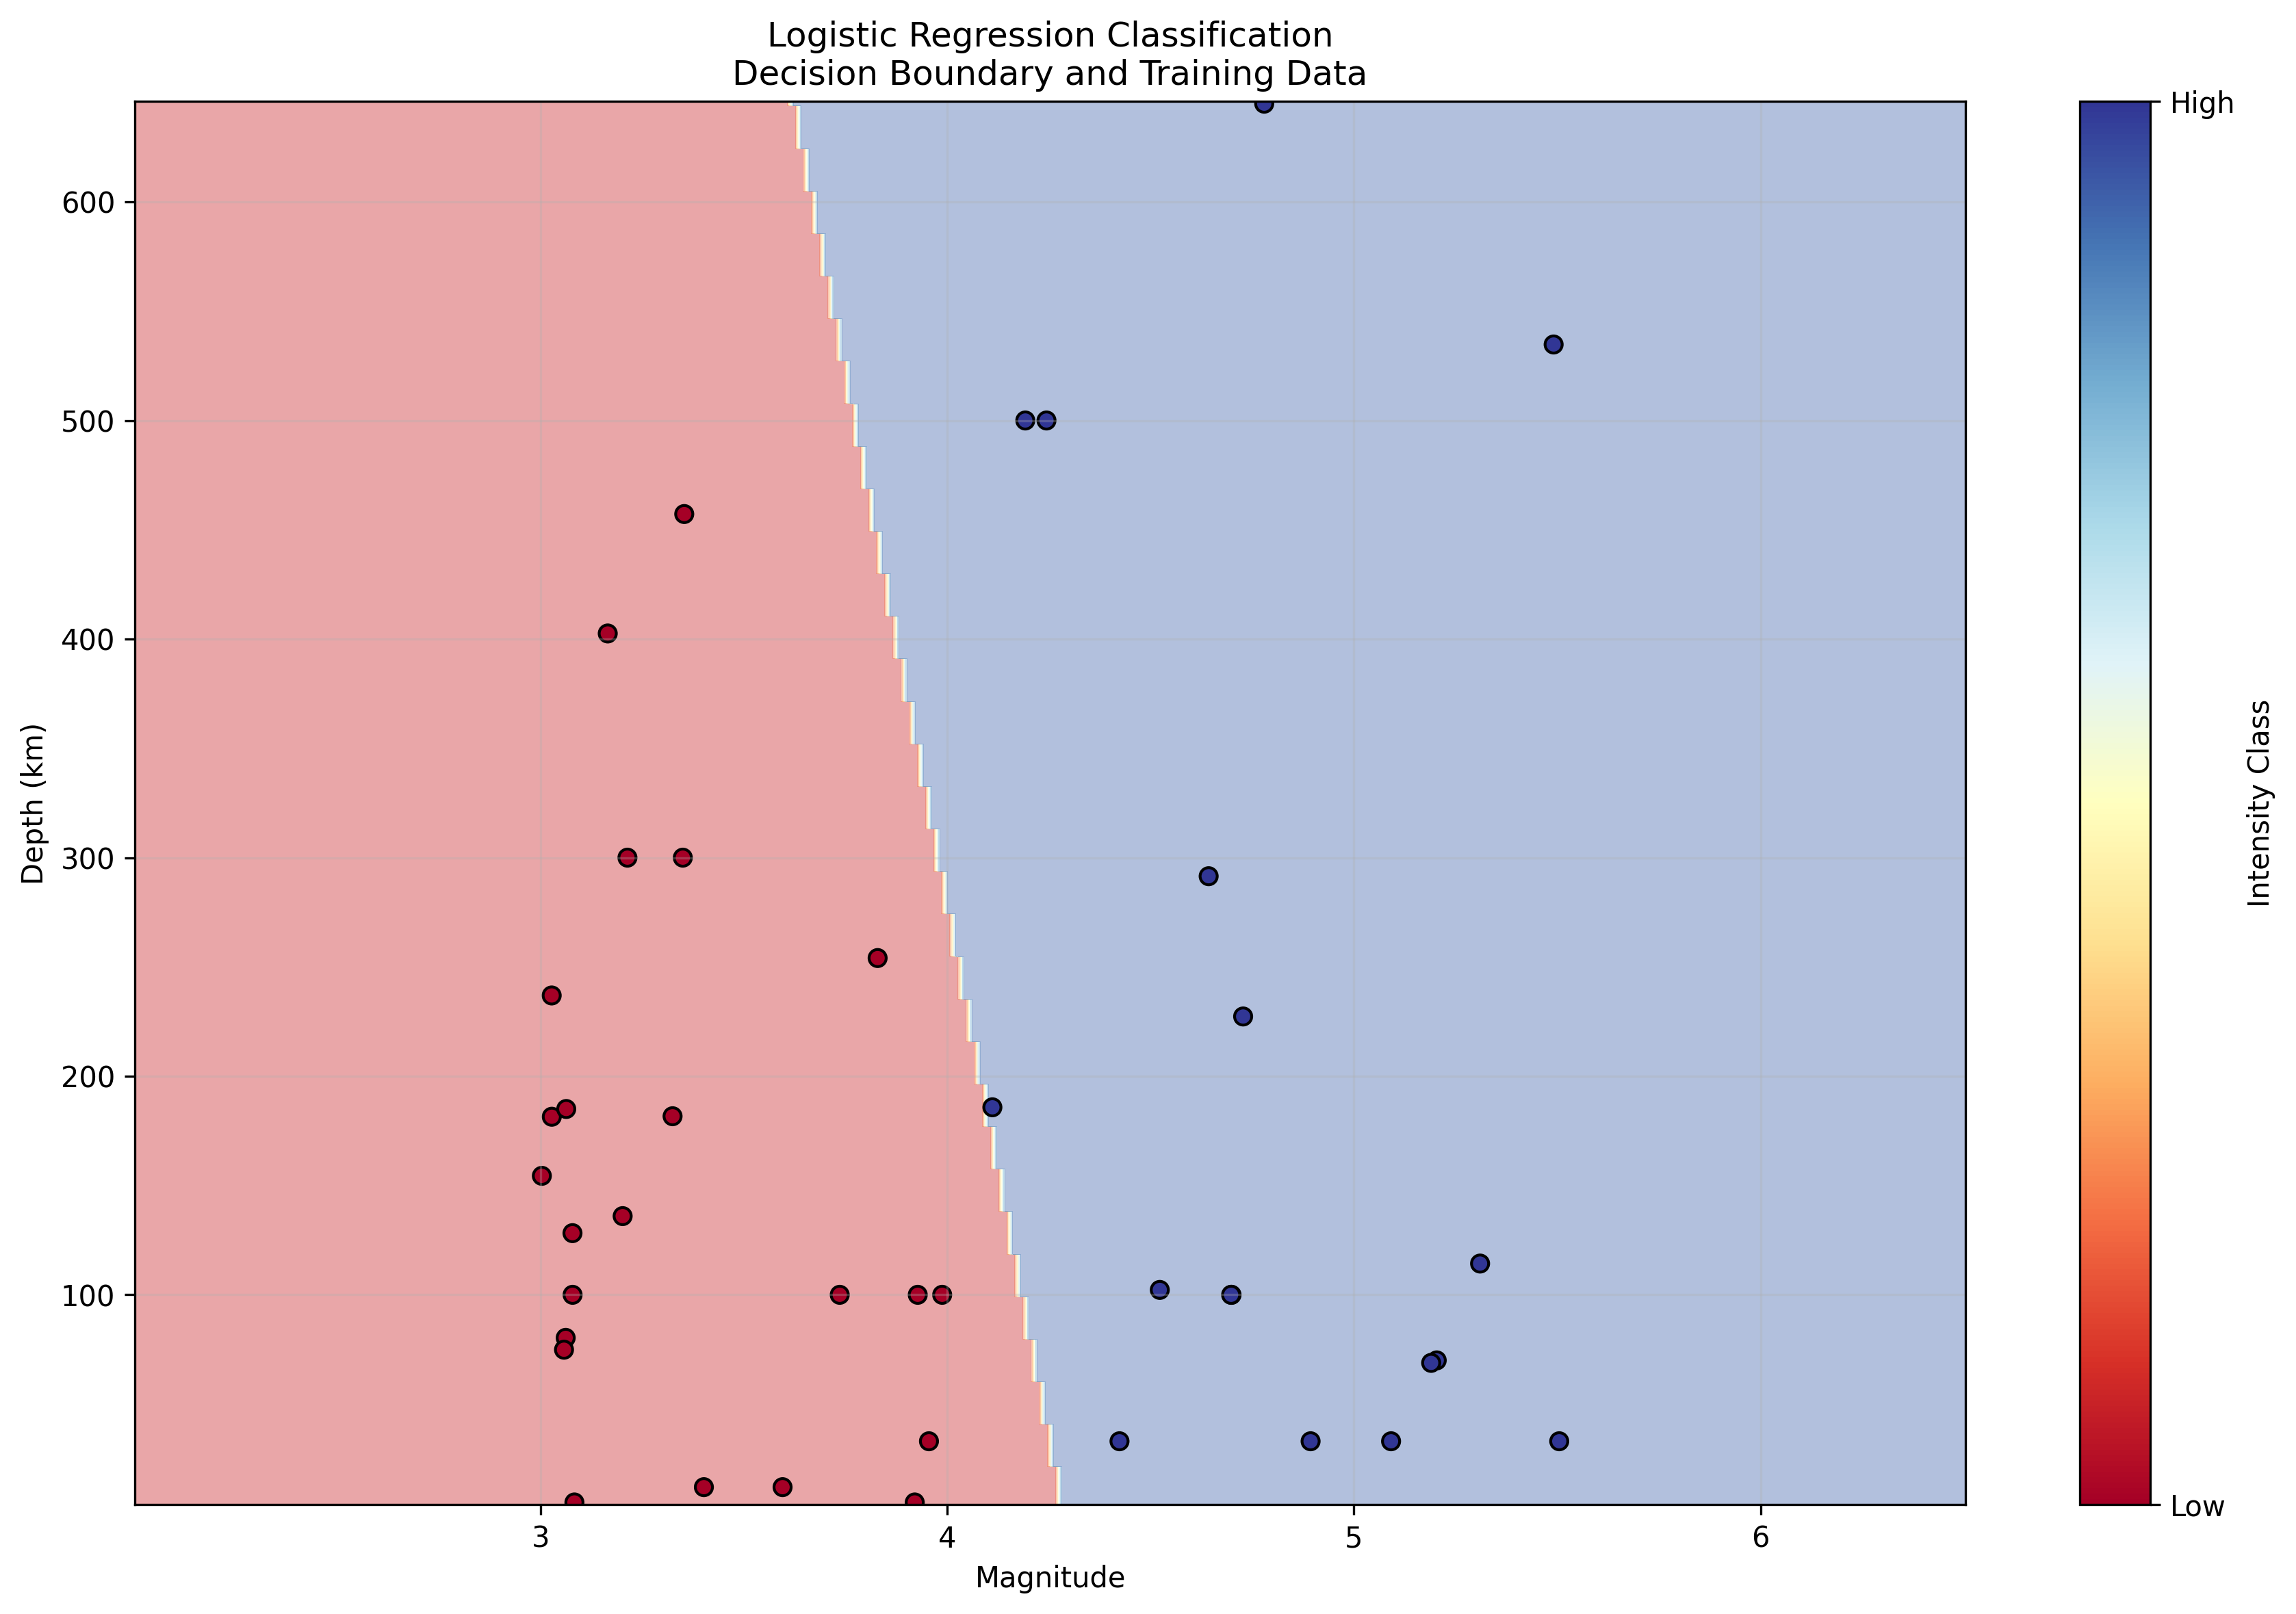 Logistic Regression Classification
Decision Boundary and Training Data
High
600
500
400
300
200
100
Low
Depth (km)
Intensity Class
3
4
5
6
Magnitude